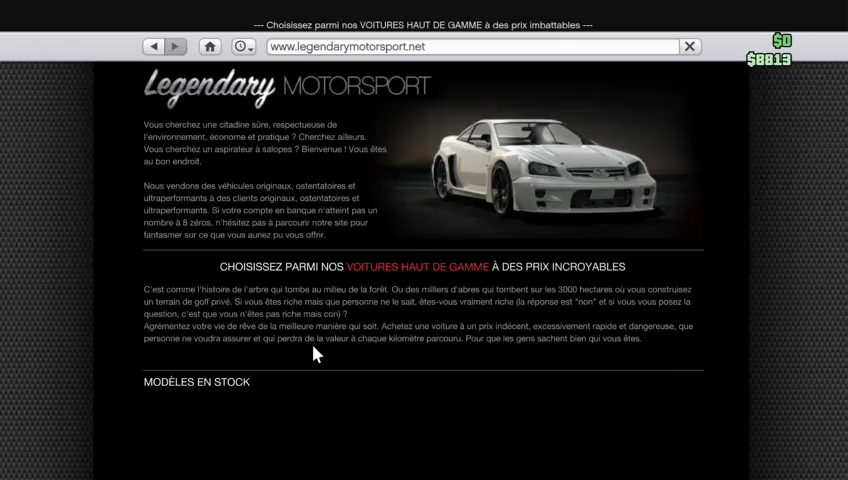 --- Choisissez parmi nos VOITURES HAUT DE GAMME à des prix imbattables ---
www.legendarymotorsport.net
$0
$8813
Legendary MOTORSPORT
Vous cherchez une citadine sûre, respectueuse de
l'environnement, économe et pratique ? Cherchez ailleurs.
Vous cherchez un aspirateur à salopes ? Bienvenue ! Vous êtes
au bon endroit.
Nous vendons des véhicules originaux, ostentatoires et
ultraperformants à des clients originaux, ostentatoires et
ultraperformants. Si votre compte en banque n'atteint pas un
nombre à 8 zéros, n'hésitez pas à parcourir notre site pour
fantasmer sur ce que vous auriez pu vous offrir.
CHOISISSEZ PARMI NOS VOITURES HAUT DE GAMME À DES PRIX INCROYABLES
C'est comme l'histoire de l'arbre qui tombe au milieu de la forêt. Ou des milliers d'abres qui tombent sur les 3000 hectares où vous construisez
un terrain de golf privé. Si vous êtes riche mais que personne ne le sait, êtes-vous vraiment riche (la réponse est "non" et si vous vous posez la
question, c'est que vous n'êtes pas riche mais con) ?
Agrémentez votre vie de rêve de la meilleure manière qui soit. Achetez une voiture à un prix indécent, excessivement rapide et dangereuse, que
personne ne voudra assurer et qui perdra de la valeur à chaque kilomètre parcouru. Pour que les gens sachent bien qui vous êtes.
MODÈLES EN STOCK